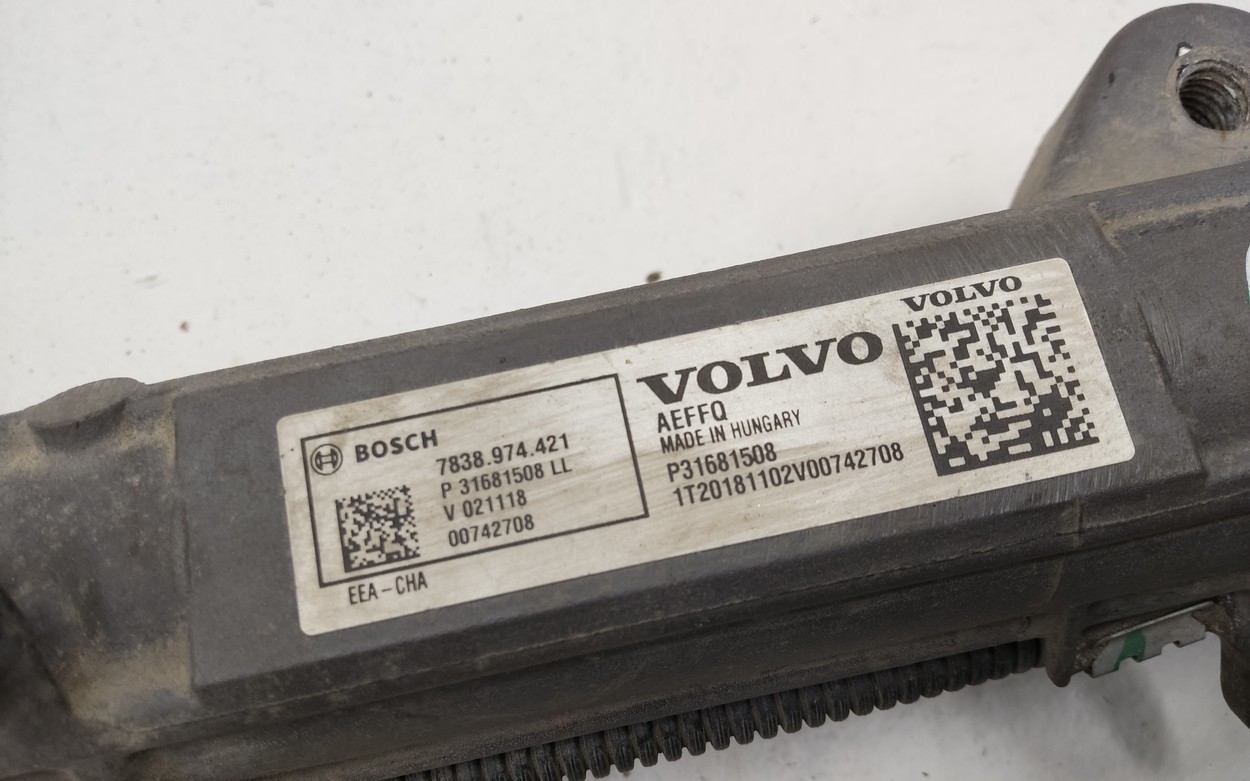 BOSCH
7838.974.421
P 31681508 LL
V 021118
00742708
EEA-CHA
VOLVO
AEFFQ
MADE IN HUNGARY
P31681508
1T20181102V00742708
VOLVO